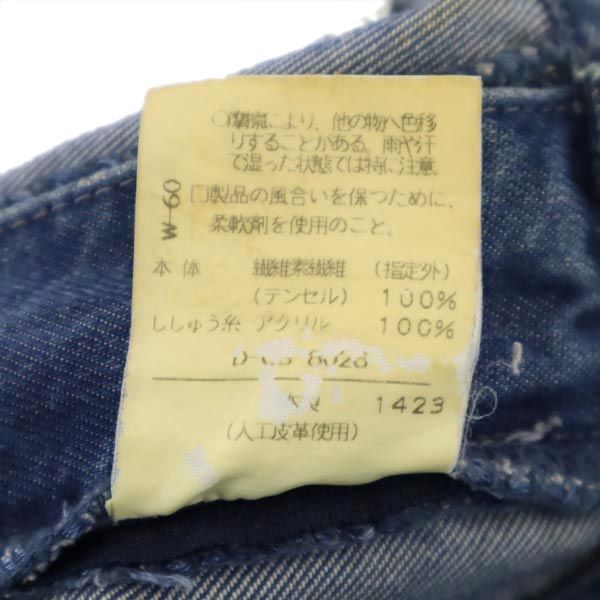 ○摩擦により、他の物へ色移
りすることがある。雨や汗
で湿った状態では特に注意。
W-60
□製品の風合いを保つために、
柔軟剤を使用のこと。
本体 繊維素繊維 (指定外)
(テンセル) 100%
ししゅう糸 アクリル 100%
8023
1423
(人工皮革使用)